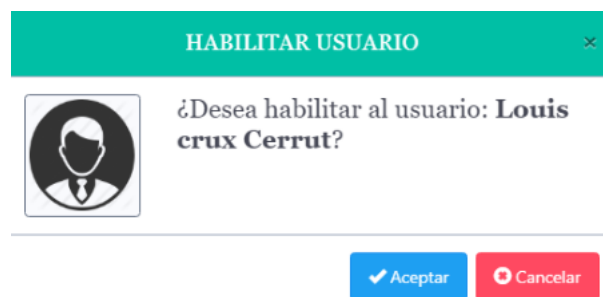 HABILITAR USUARIO ×
¿Desea habilitar al usuario: Louis
crux Cerrut?
Aceptar Cancelar